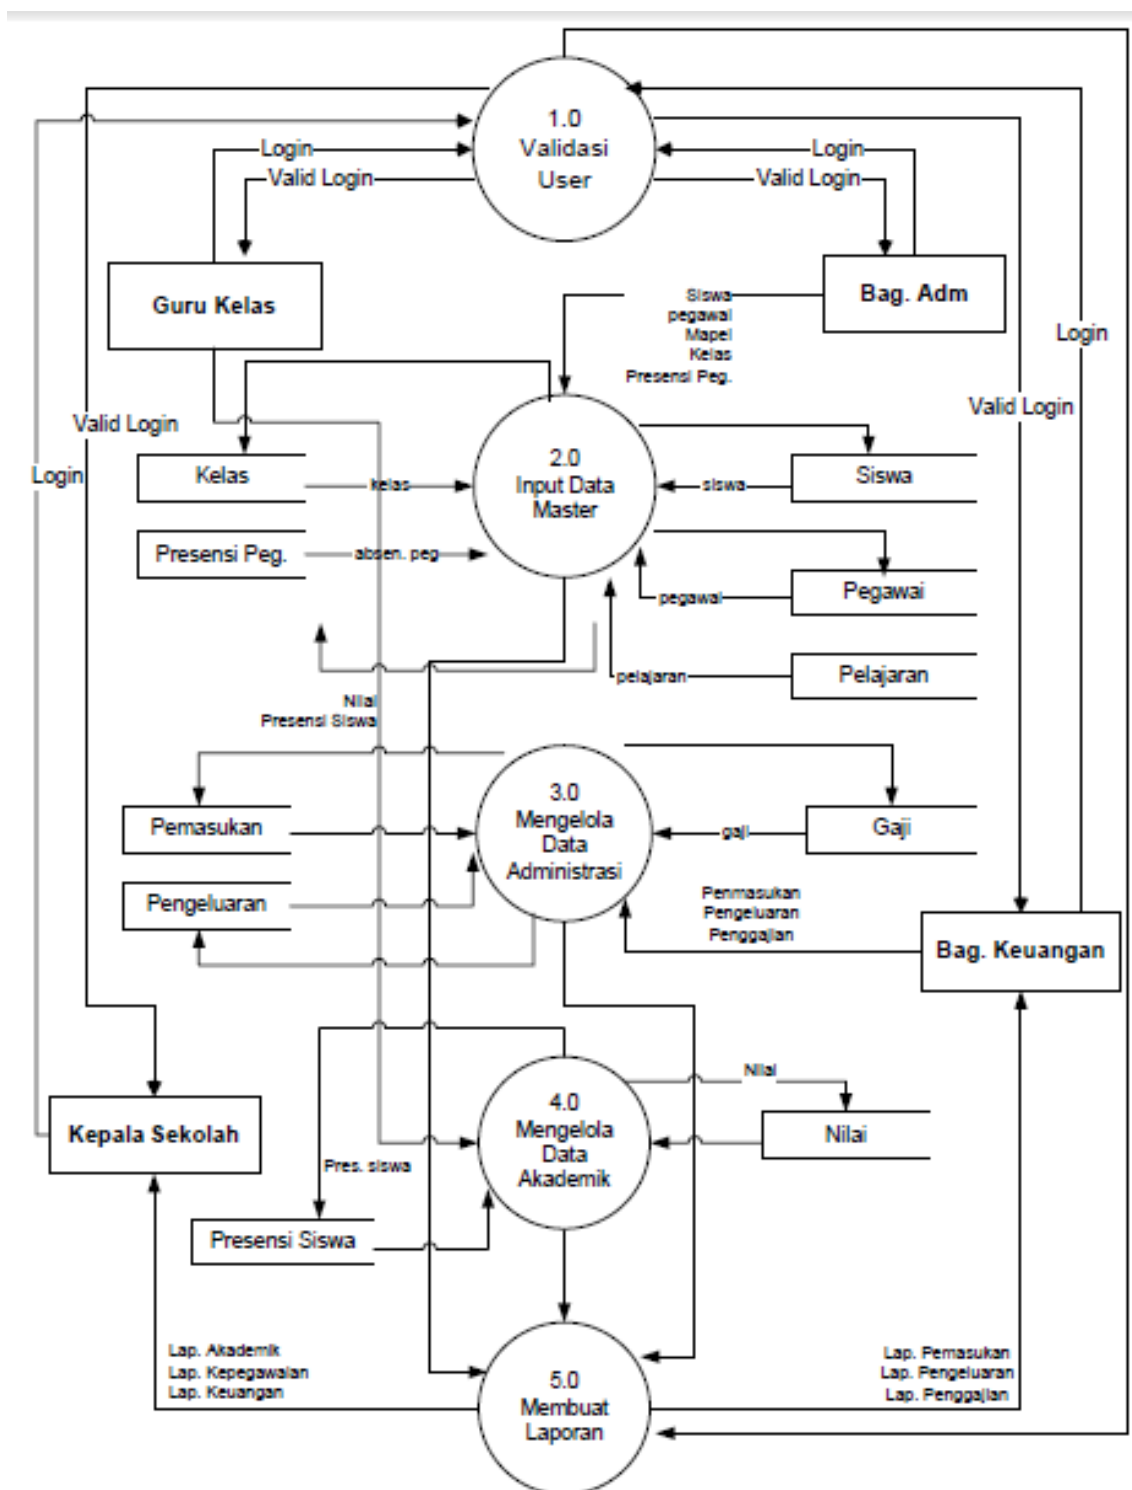 1.0
Validasi
User
Login
Valid Login
Login
Valid Login
Guru Kelas
Bag. Adm
Siswa
pegawai
Mapel
Kelas
Presensi Peg.
Login
Valid Login
Valid Login
Login
2.0
Input Data
Master
Kelas
kelas
siswa
Siswa
Presensi Peg.
absen. peg
pegawai
Pegawai
pelajaran
Pelajaran
Nilai
Presensi Siswa
3.0
Mengelola
Data
Administrasi
Pemasukan
gaji
Gaji
Pengeluaran
Penmasukan
Pengeluaran
Penggajian
Bag. Keuangan
Nilai
4.0
Mengelola
Data
Akademik
Kepala Sekolah
Nilai
Pres. siswa
Presensi Siswa
Lap. Akademik
Lap. Kepegawaian
Lap. Keuangan
5.0
Membuat
Laporan
Lap. Pemasukan
Lap. Pengeluaran
Lap. Penggajian